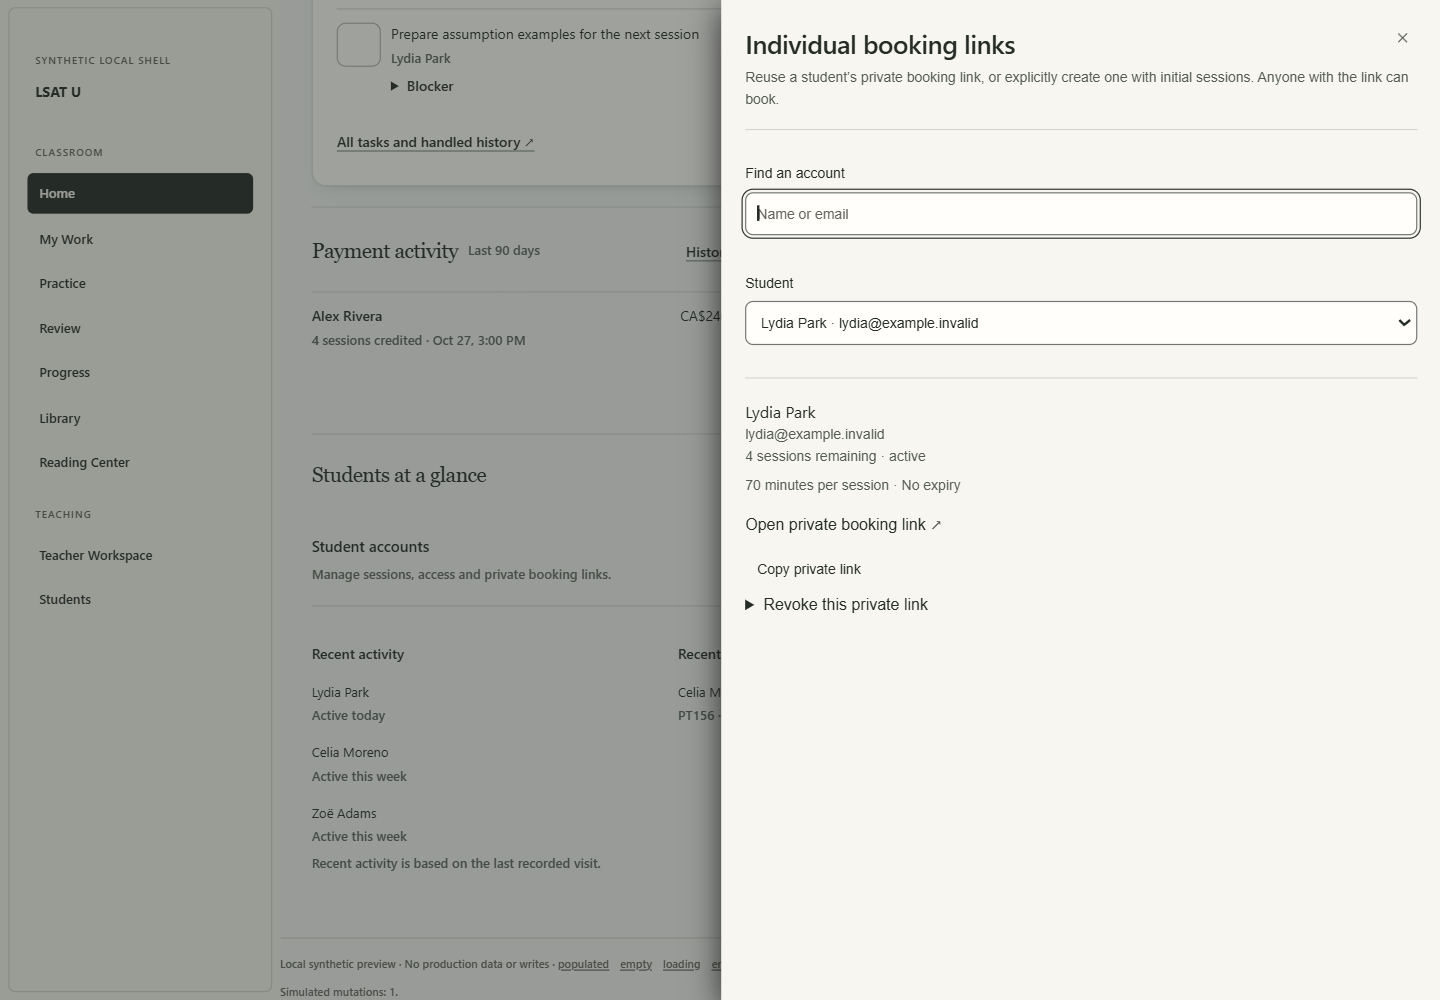 SYNTHETIC LOCAL SHELL
LSAT U
CLASSROOM
Home
My Work
Practice
Review
Progress
Library
Reading Center
TEACHING
Teacher Workspace
Students
Prepare assumption examples for the next session
Lydia Park
▶ Blocker
All tasks and handled history ↗
Payment activity Last 90 days
Alex Rivera
CA$24
4 sessions credited · Oct 27, 3:00 PM
Students at a glance
Student accounts
Manage sessions, access and private booking links.
Recent activity
Recent
Lydia Park
Active today
Celia M
PT156 ·
Celia Moreno
Active this week
Zoë Adams
Active this week
Recent activity is based on the last recorded visit.
Local synthetic preview · No production data or writes · populated empty loading
Simulated mutations: 1.
Individual booking links
×
Reuse a student's private booking link, or explicitly create one with initial sessions. Anyone with the link can
book.
Find an account
Name or email
Student
Lydia Park · lydia@example.invalid
Lydia Park
lydia@example.invalid
4 sessions remaining · active
70 minutes per session · No expiry
Open private booking link ↗
Copy private link
▶ Revoke this private link